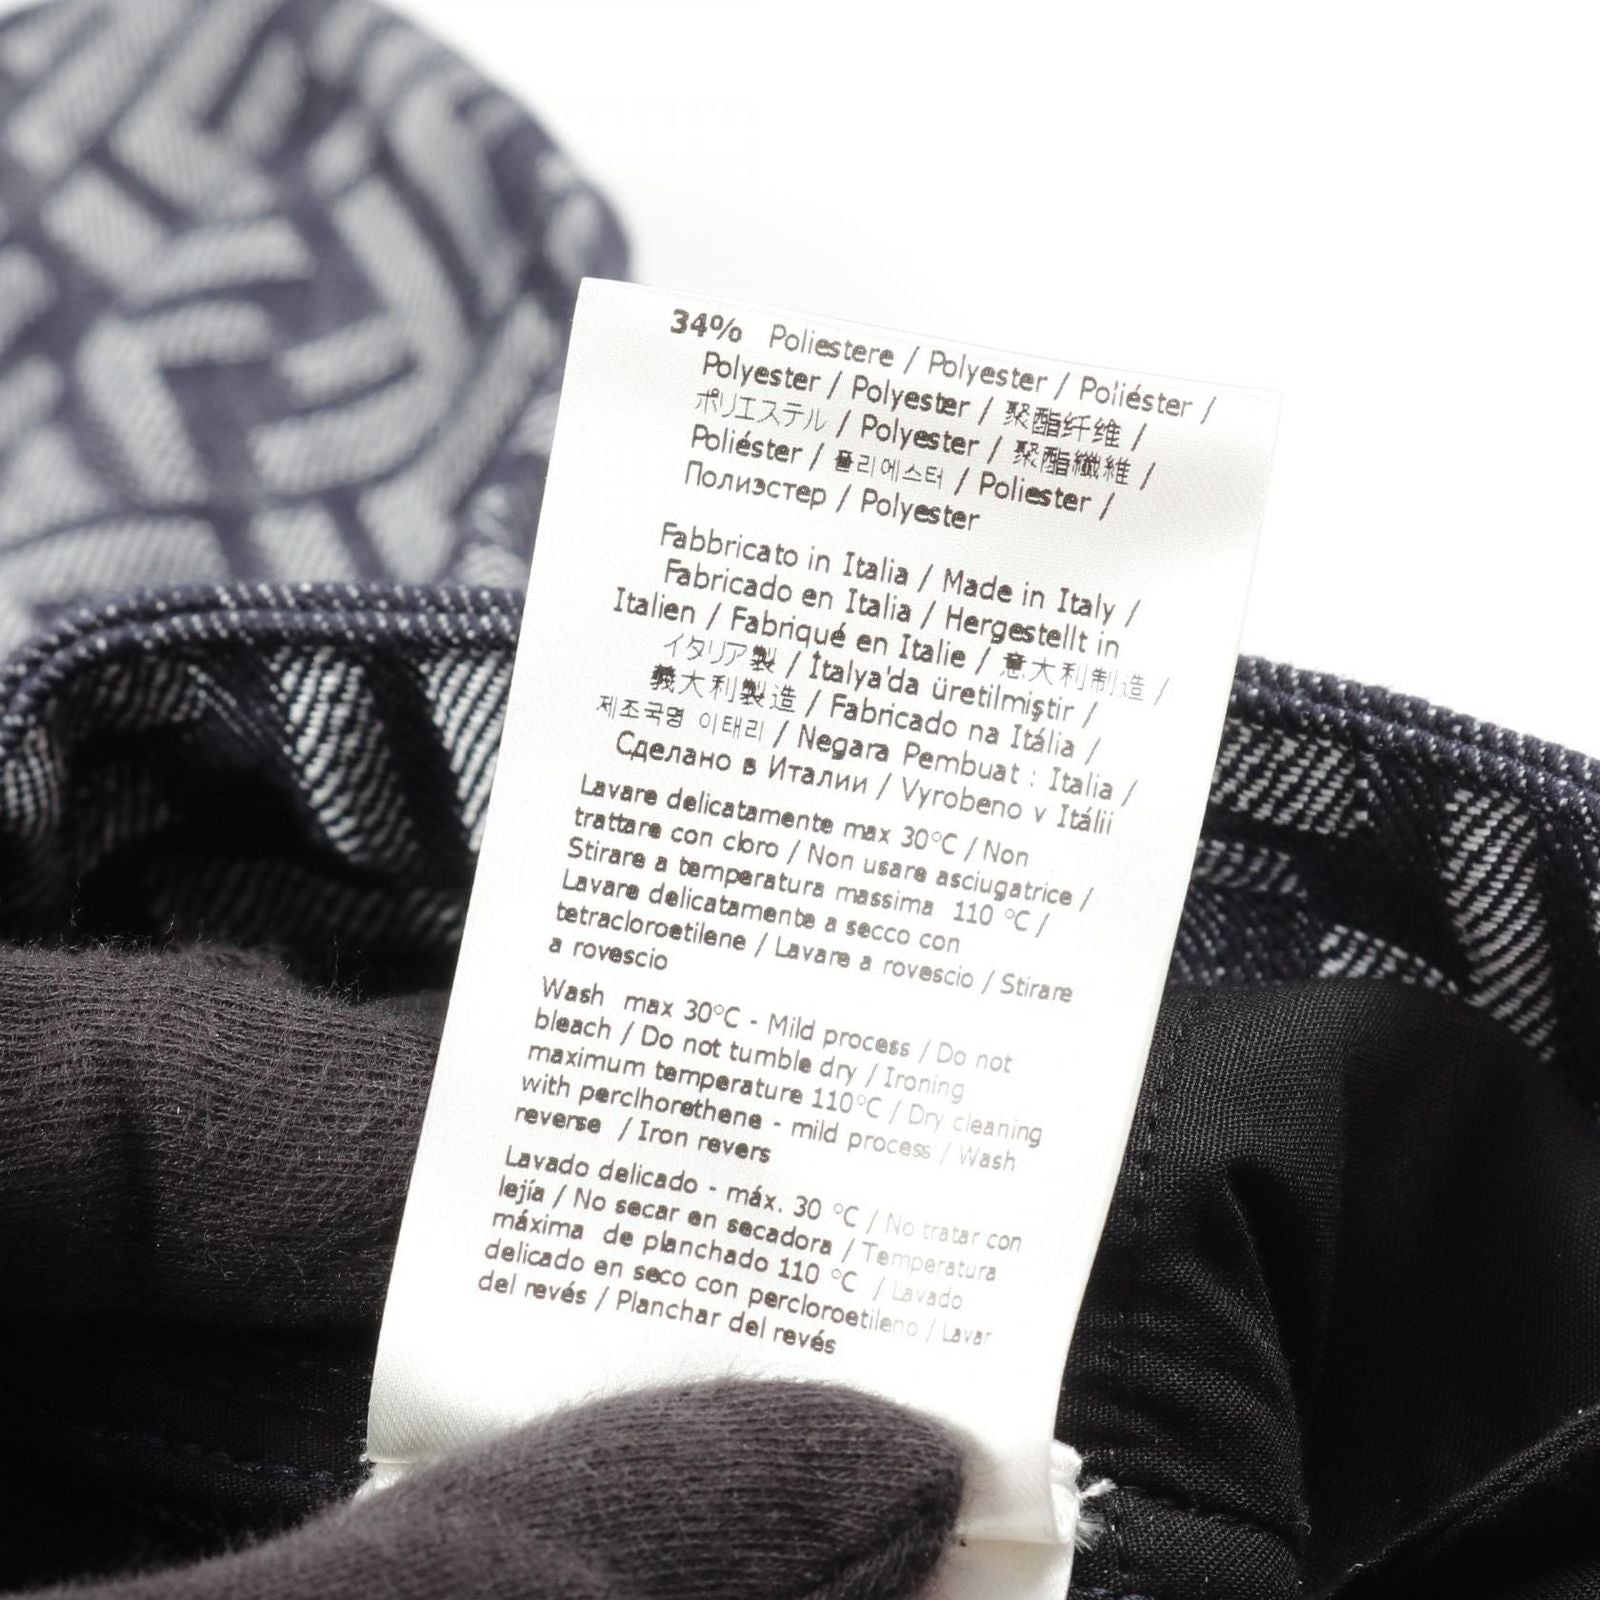 34% Poliestere / Polyester / Poliéster /
Polyester / Polyester / 聚酯纤维 /
ポリエステル / Polyester / 聚酯纖維 /
Poliéster / 폴리에스터 / Poliester /
Полиэстер / Polyester
Fabbricato in Italia / Made in Italy /
Fabricado en Italia / Hergestellt in
Italien / Fabriqué en Italie / 意大利制造 /
イタリア製 / İtalya'da üretilmiştir /
義大利製造 / Fabricado na Itália /
제조국명 이태리 / Negara Pembuat : Italia /
Сделано в Италии / Vyrobeno v Itálii
Lavare delicatamente max 30°C / Non
trattare con cloro / Non usare asciugatrice /
Stirare a temperatura massima 110 °C /
Lavare delicatamente a secco con
tetracloroetilene / Lavare a rovescio / Stirare
a rovescio
Wash max 30°C - Mild process / Do not
bleach / Do not tumble dry / Ironing
maximum temperature 110°C / Dry cleaning
with perclhorethene - mild process / Wash
reverse / Iron revers
Lavado delicado - máx. 30 °C / No tratar con
lejía / No secar en secadora / Temperatura
máxima de planchado 110 °C / Lavado
delicado en seco con percloroetileno / Lavar
del revés / Planchar del revés